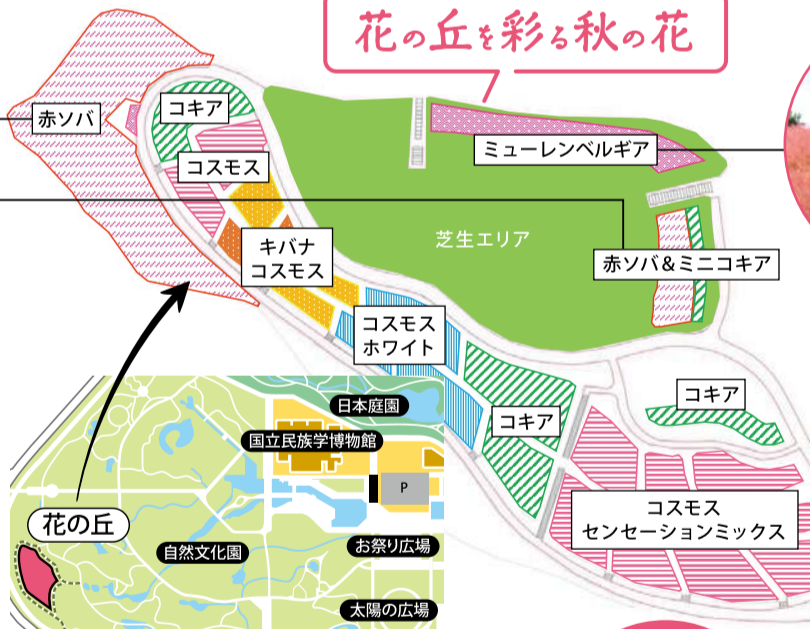 花の丘を彩る秋の花
赤ソバ
コキア
コスモス
ミューレンベルギア
キバナ
コスモス
芝生エリア
赤ソバ＆ミニコキア
コスモス
ホワイト
コキア
コキア
コスモス
センセーションミックス
日本庭園
国立民族学博物館
P
花の丘
自然文化園
お祭り広場
太陽の広場